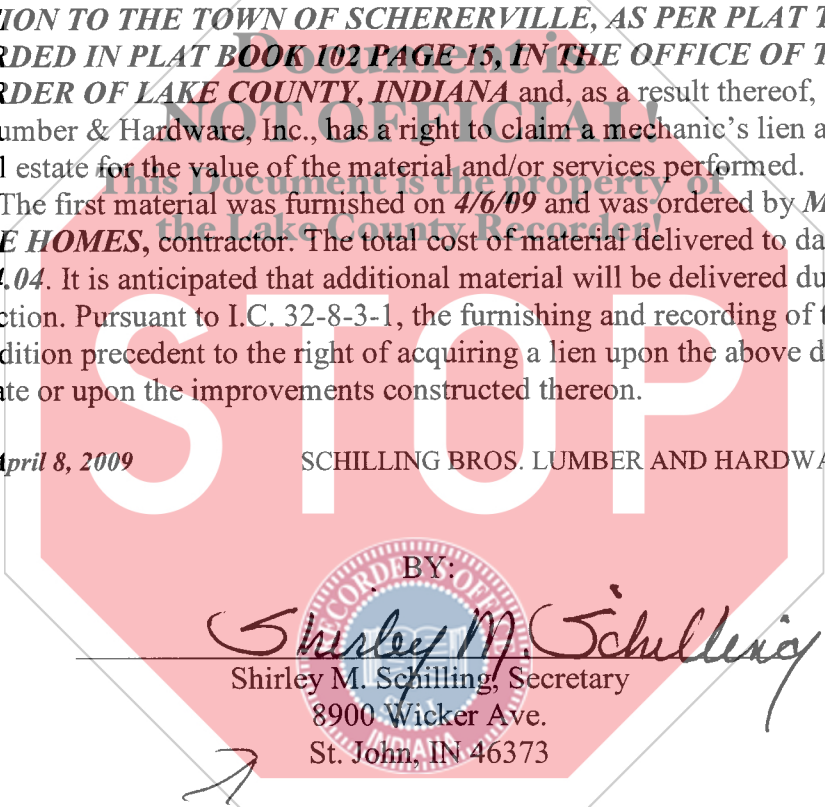 ION TO THE TOWN OF SCHERERVILLE, AS PER PLAT T
RDED IN PLAT BOOK 102 PAGE 15, IN THE OFFICE OF T
RDER OF LAKE COUNTY, INDIANA and, as a result thereof,
umber & Hardware, Inc., has a right to claim a mechanic's lien a
l estate for the value of the material and/or services performed.
The first material was furnished on 4/6/09 and was ordered by M
E HOMES, contractor. The total cost of material delivered to da
.04. It is anticipated that additional material will be delivered du
ction. Pursuant to I.C. 32-8-3-1, the furnishing and recording of t
dition precedent to the right of acquiring a lien upon the above d
te or upon the improvements constructed thereon.
Document is
NOT OFFICIAL!
This Document is the property of
the Lake County Recorder!
STOP
April 8, 2009 SCHILLING BROS. LUMBER AND HARDWA
BY:
Shirley M. Schilling
Shirley M. Schilling, Secretary
8900 Wicker Ave.
St. John, IN 46373
RECORDER OFFICE
SEAL
INDIANA